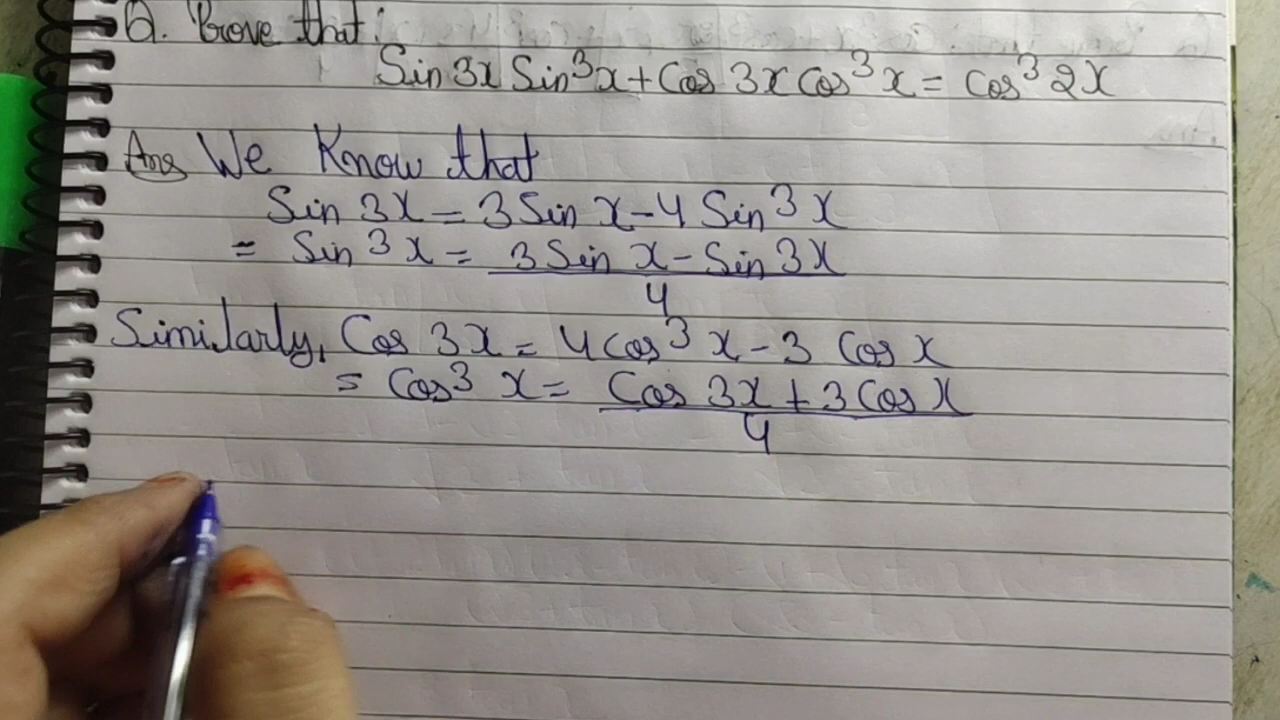 Q. Prove that:
Sin 3x Sin³x + Cos 3x Cos³x = Cos³ 2x
Ans We Know that
Sin 3x = 3 Sin x - 4 Sin³ x
= Sin³ x = 3 Sin x - Sin 3x
4
Similarly, Cos 3x = 4 cos³ x - 3 Cos x
= Cos³ x = Cos 3x + 3 Cos x
4